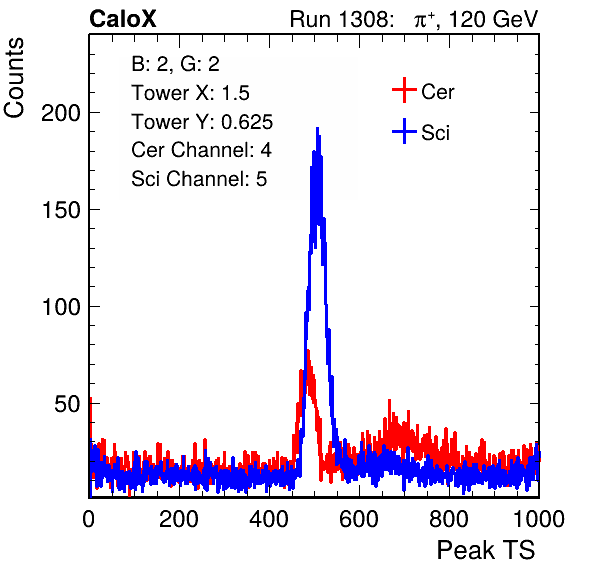 CaloX Run 1308: π⁺, 120 GeV
Counts
B: 2, G: 2
Tower X: 1.5
Tower Y: 0.625
Cer Channel: 4
Sci Channel: 5
Cer
Sci
200
150
100
50
0 200 400 600 800 1000
Peak TS